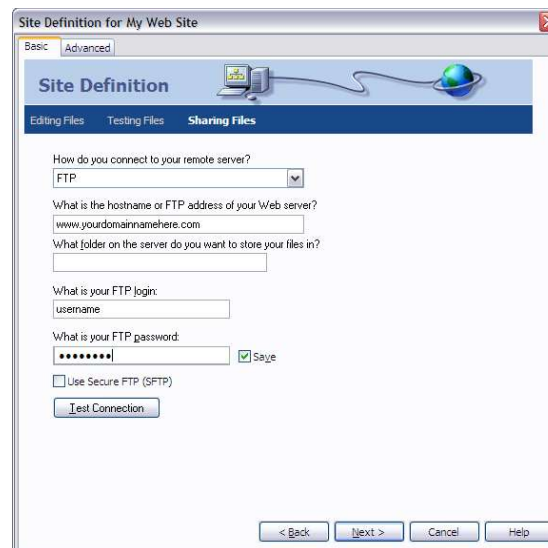 Site Definition for My Web Site
Basic Advanced
Site Definition
Editing Files Testing Files Sharing Files
How do you connect to your remote server?
FTP
What is the hostname or FTP address of your Web server?
www.yourdomainnamehere.com
What folder on the server do you want to store your files in?
What is your FTP login:
username
What is your FTP password:
●●●●●●●● Save
Use Secure FTP (SFTP)
Test Connection
< Back Next > Cancel Help